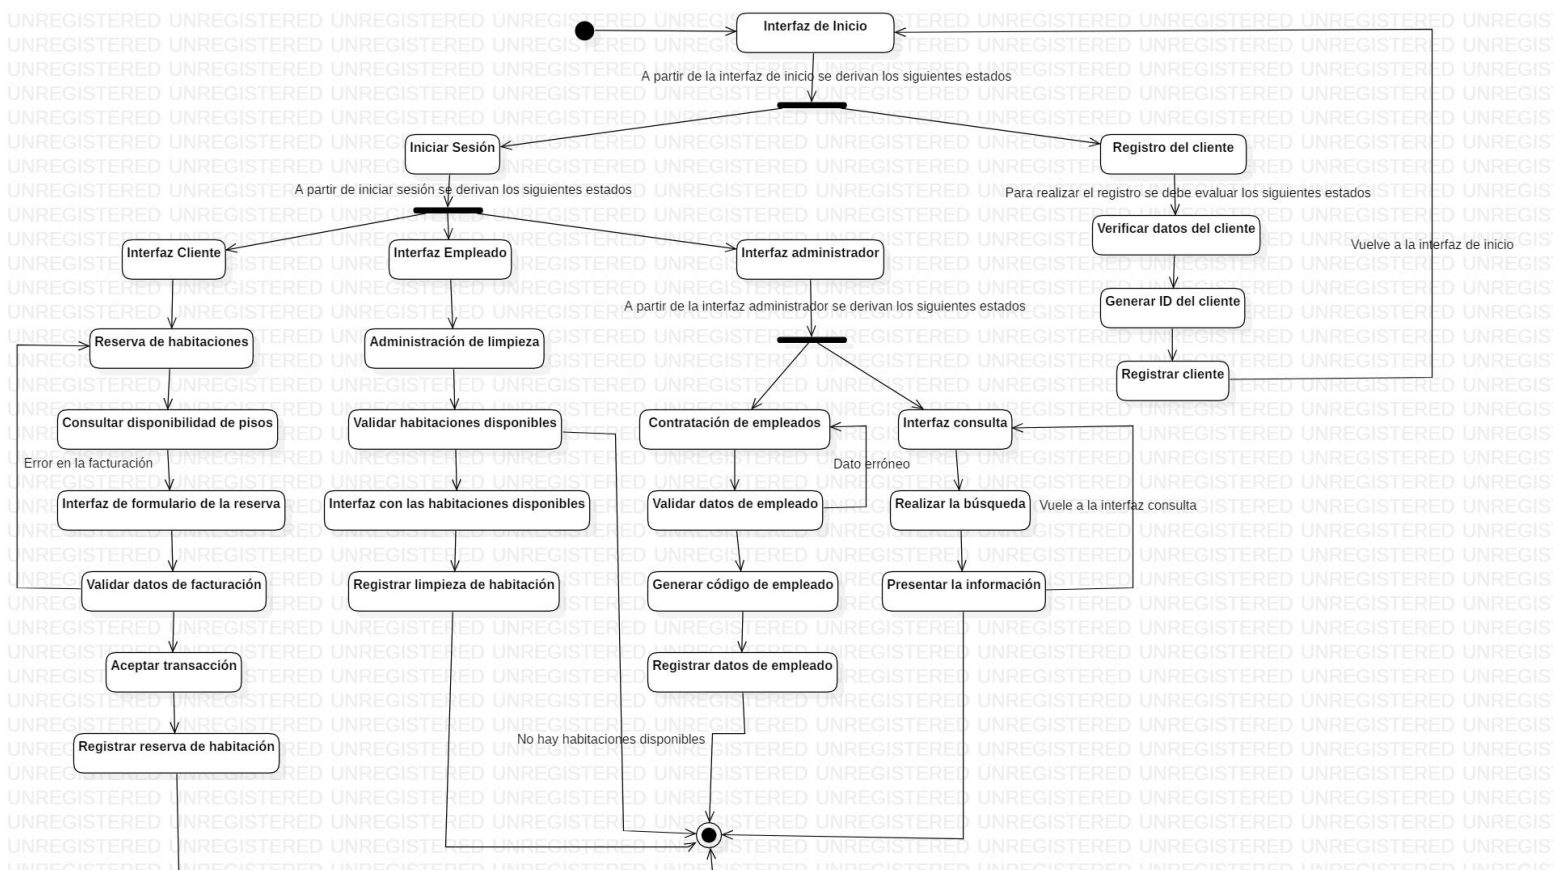 Interfaz de Inicio
A partir de la interfaz de inicio se derivan los siguientes estados
Iniciar Sesión
Registro del cliente
A partir de iniciar sesión se derivan los siguientes estados
Para realizar el registro se debe evaluar los siguientes estados
Verificar datos del cliente
Vuelve a la interfaz de inicio
Interfaz Cliente
Interfaz Empleado
Interfaz administrador
Generar ID del cliente
A partir de la interfaz administrador se derivan los siguientes estados
Reserva de habitaciones
Administración de limpieza
Registrar cliente
Consultar disponibilidad de pisos
Validar habitaciones disponibles
Contratación de empleados
Interfaz consulta
Error en la facturación
Dato erróneo
Interfaz de formulario de la reserva
Interfaz con las habitaciones disponibles
Validar datos de empleado
Realizar la búsqueda
Vuele a la interfaz consulta
Validar datos de facturación
Registrar limpieza de habitación
Generar código de empleado
Presentar la información
Aceptar transacción
Registrar datos de empleado
Registrar reserva de habitación
No hay habitaciones disponibles
UNREGISTERED